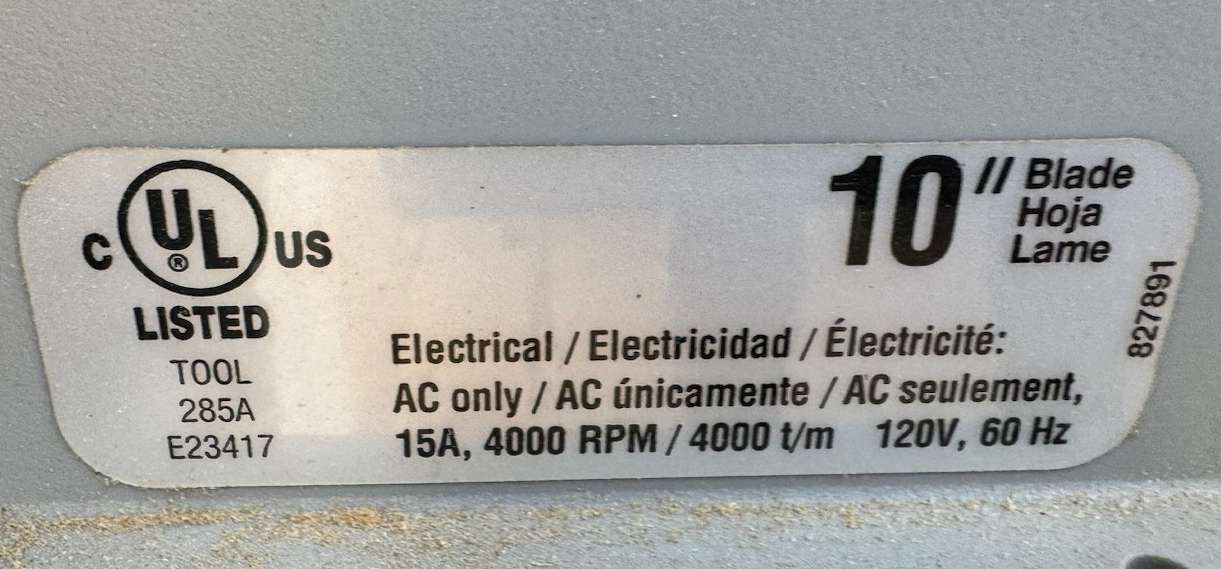 C UL® US
LISTED
TOOL
285A
E23417
10" Blade
Hoja
Lame
827891
Electrical / Electricidad / Électricité:
AC only / AC únicamente / AC seulement,
15A, 4000 RPM / 4000 t/m 120V, 60 Hz